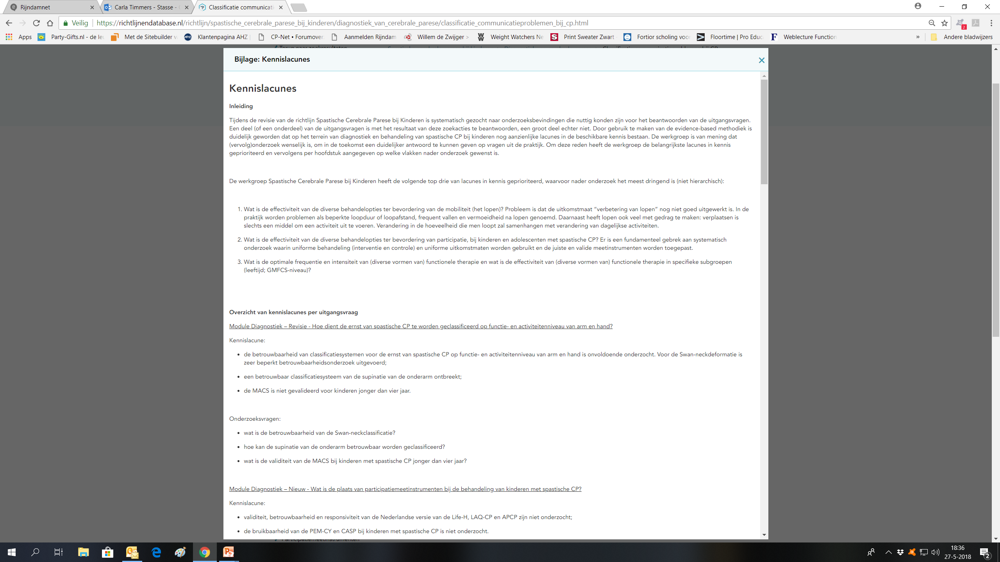 Rijndamnet
Carla Timmers - Stasse -
Classificatie communicati
Veilig
https://richtlijnendatabase.nl/richtlijn/spastische_cerebrale_parese_bij_kinderen/diagnostiek_van_cerebrale_parese/classificatie_communicatieproblemen_bij_cp.html
2
Apps
Party-Gifts.nl - de leu
Met de Sitebuilder v
Klantenpagina AHZ |
CP-Net • Forumover
Aanmelden Rijndam
Willem de Zwijger >
Weight Watchers Ne
Print Sweater Zwart -
Fortior scholing voor
Floortime | Pro Educ
Weblecture Function
»
Andere bladwijzers
Bijlage: Kennislacunes
Kennislacunes
Inleiding
Tijdens de revisie van de richtlijn Spastische Cerebrale Parese bij Kinderen is systematisch gezocht naar onderzoeksbevindingen die nuttig konden zijn voor het beantwoorden van de uitgangsvragen.
Een deel (of een onderdeel) van de uitgangsvragen is met het resultaat van deze zoekacties te beantwoorden, een groot deel echter niet. Door gebruik te maken van de evidence-based methodiek is
duidelijk geworden dat op het terrein van diagnostiek en behandeling van spastische CP bij kinderen nog aanzienlijke lacunes in de beschikbare kennis bestaan. De werkgroep is van mening dat
(vervolg)onderzoek wenselijk is, om in de toekomst een duidelijker antwoord te kunnen geven op vragen uit de praktijk. Om deze reden heeft de werkgroep de belangrijkste lacunes in kennis
geprioriteerd en vervolgens per hoofdstuk aangegeven op welke vlakken nader onderzoek gewenst is.
De werkgroep Spastische Cerebrale Parese bij Kinderen heeft de volgende top drie van lacunes in kennis geprioriteerd, waarvoor nader onderzoek het meest dringend is (niet hierarchisch):
1. Wat is de effectiviteit van de diverse behandelopties ter bevordering van de mobiliteit (het lopen)? Probleem is dat de uitkomstmaat “verbetering van lopen” nog niet goed uitgewerkt is. In de
praktijk worden problemen als beperkte loopduur of loopafstand, frequent vallen en vermoeidheid na lopen genoemd. Daarnaast heeft lopen ook veel met gedrag te maken: verplaatsen is
slechts een middel om een activiteit uit te voeren. Verandering in de hoeveelheid die men loopt zal samenhangen met verandering van dagelijkse activiteiten.
2. Wat is de effectiviteit van de diverse behandelopties ter bevordering van participatie, bij kinderen en adolescenten met spastische CP? Er is een fundamenteel gebrek aan systematisch
onderzoek waarin uniforme behandeling (interventie en controle) en uniforme uitkomstmaten worden gebruikt en de juiste en valide meetinstrumenten worden toegepast.
3. Wat is de optimale frequentie en intensiteit van (diverse vormen van) functionele therapie en wat is de effectiviteit van (diverse vormen van) functionele therapie in specifieke subgroepen
(leeftijd; GMFCS-niveau)?
Overzicht van kennislacunes per uitgangsvraag
Module Diagnostiek – Revisie - Hoe dient de ernst van spastische CP te worden geclassificeerd op functie- en activiteitenniveau van arm en hand?
Kennislacune:
• de betrouwbaarheid van classificatiesystemen voor de ernst van spastische CP op functie- en activiteitenniveau van arm en hand is onvoldoende onderzocht. Voor de Swan-neckdeformatie is
zeer beperkt betrouwbaarheidsonderzoek uitgevoerd;
• een betrouwbaar classificatiesysteem van de supinatie van de onderarm ontbreekt;
• de MACS is niet gevalideerd voor kinderen jonger dan vier jaar.
Onderzoeksvragen:
• wat is de betrouwbaarheid van de Swan-neckclassificatie?
• hoe kan de supinatie van de onderarm betrouwbaar worden geclassificeerd?
• wat is de validiteit van de MACS bij kinderen met spastische CP jonger dan vier jaar?
Module Diagnostiek – Nieuw - Wat is de plaats van participatiemeetinstrumenten bij de behandeling van kinderen met spastische CP?
Kennislacune:
• validiteit, betrouwbaarheid en responsiviteit van de Nederlandse versie van de Life-H, LAQ-CP en APCP zijn niet onderzocht;
• de bruikbaarheid van de PEM-CY en CASP bij kinderen met spastische CP is niet onderzocht.
18:36
27-5-2018
2